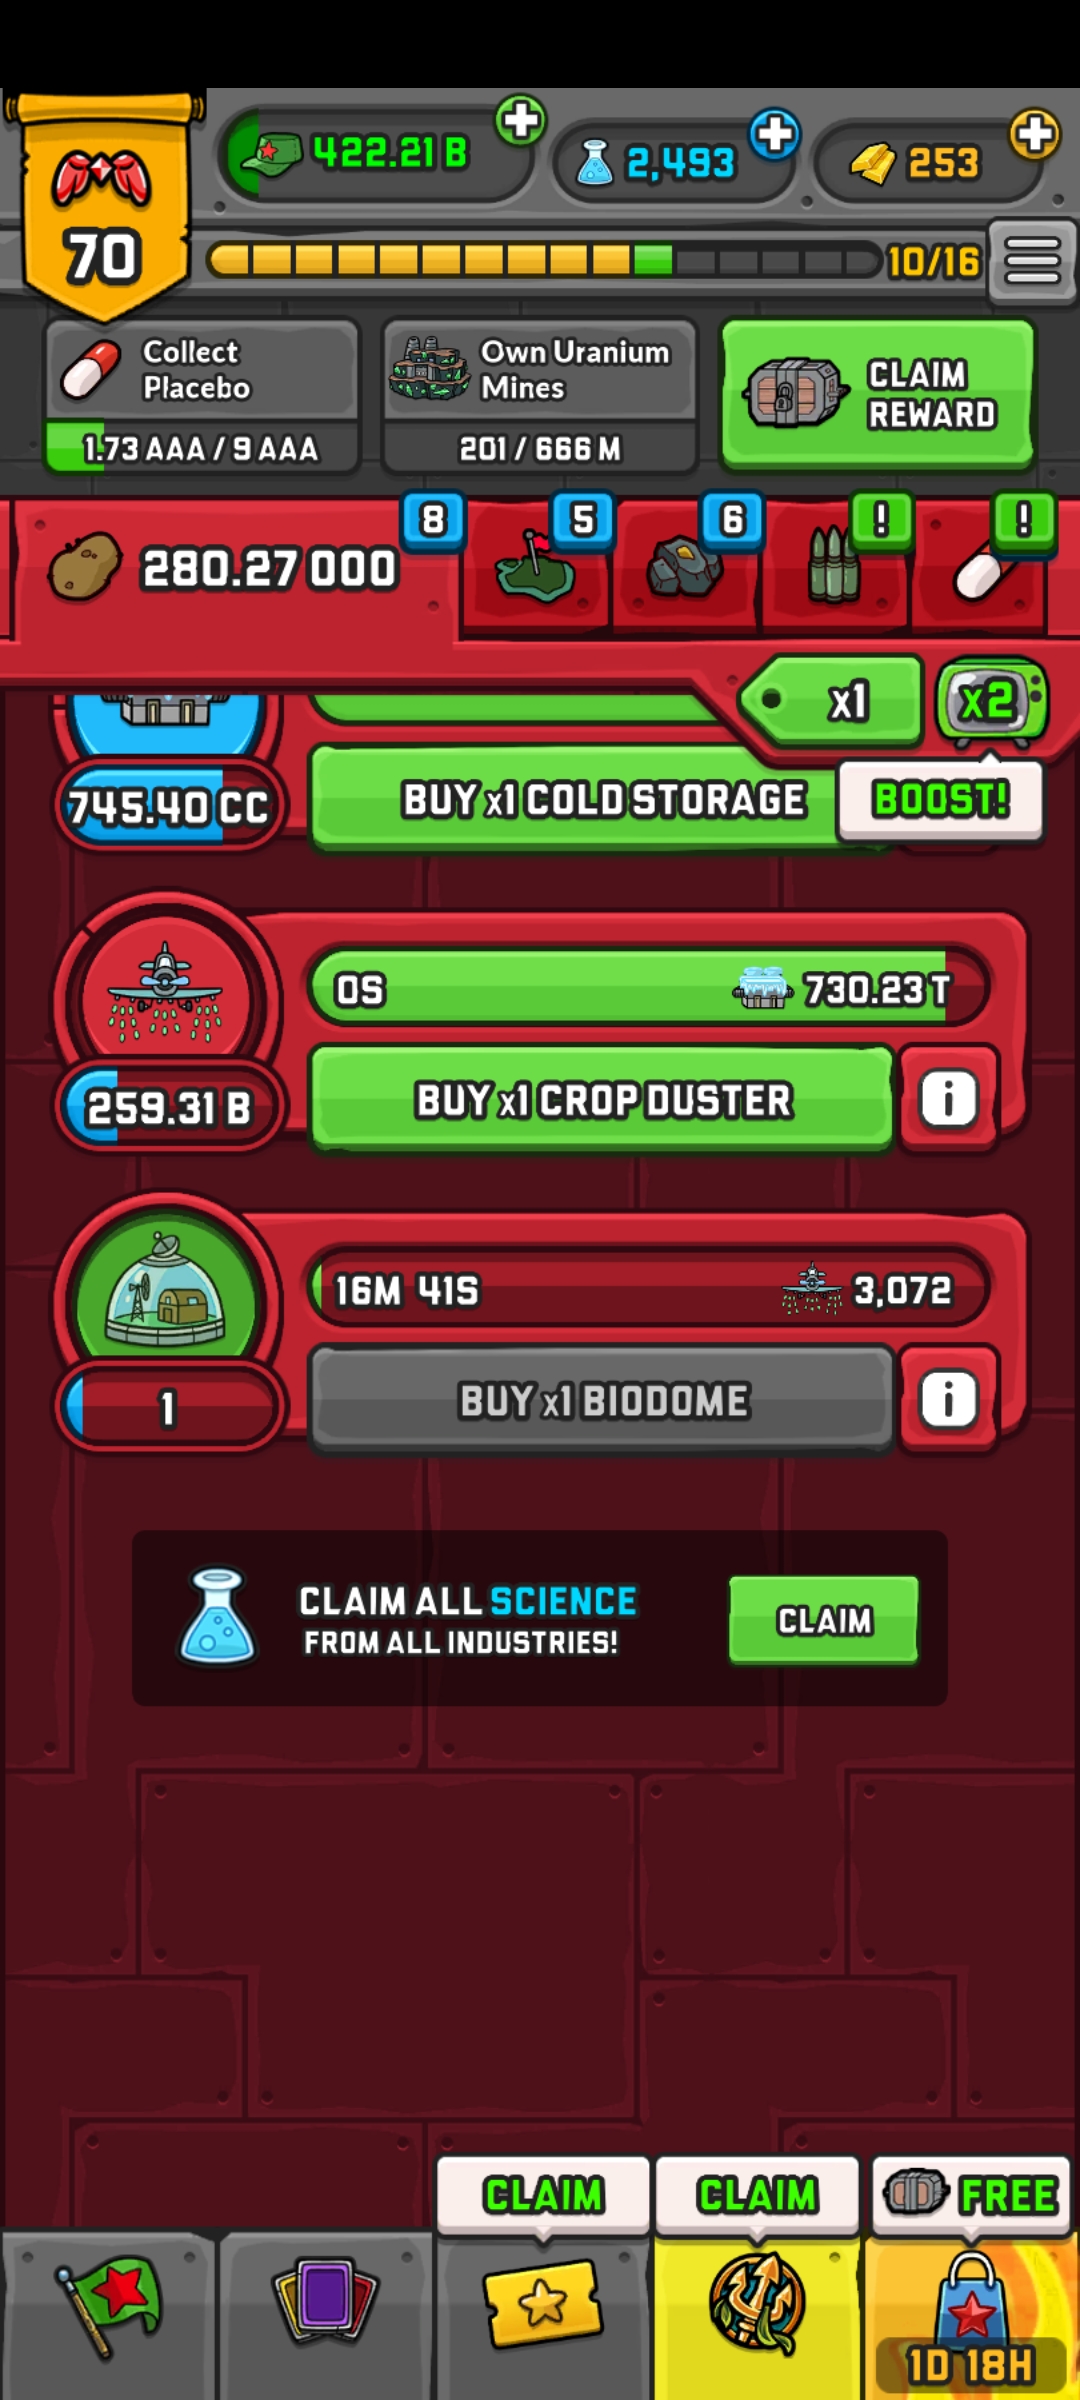 422.21 B
2,493
253
70
10/16
Collect
Placebo
1.73 AAA / 9 AAA
Own Uranium
Mines
201 / 666 M
CLAIM
REWARD
280.27 000
8
5
6
!
!
x1
x2
BOOST!
745.40 CC
BUY x1 COLD STORAGE
0S
730.23 T
259.31 B
BUY x1 CROP DUSTER
i
16M 41S
3,072
1
BUY x1 BIODOME
i
CLAIM ALL SCIENCE
FROM ALL INDUSTRIES!
CLAIM
CLAIM
CLAIM
FREE
1D 18H